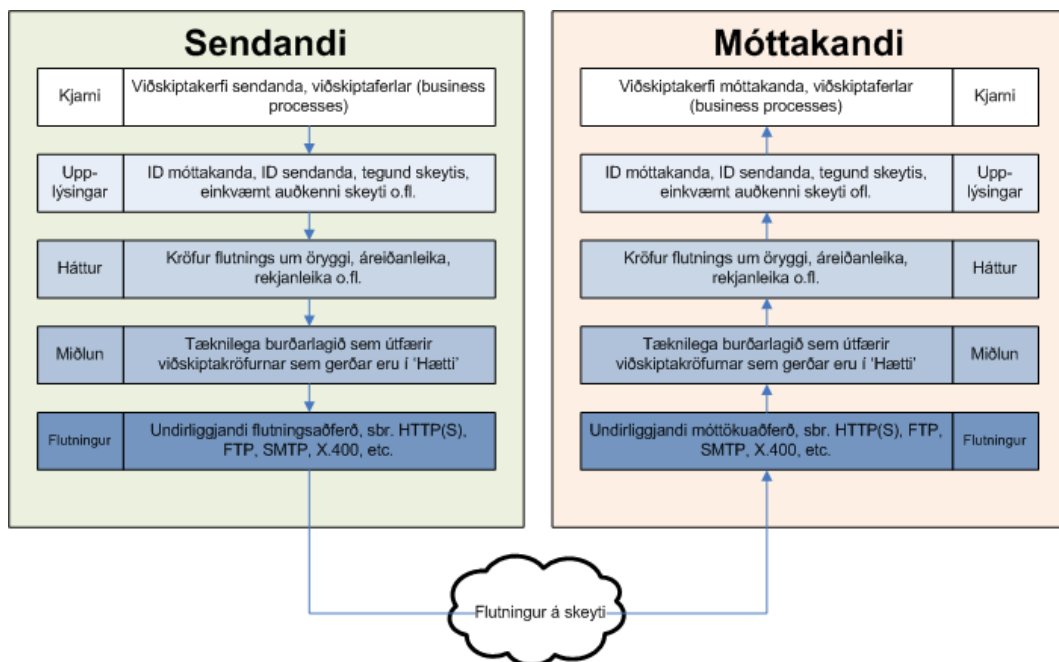 Sendandi
Kjarni
Viðskiptakerfi sendanda, viðskiptaferlar (business
processes)
Upp-
lýsingar
ID móttakanda, ID sendanda, tegund skeytis,
einkvæmt auðkenni skeyti o.fl.
Háttur
Kröfur flutnings um öryggi, áreiðanleika,
rekjanleika o.fl.
Miðlun
Tæknilega burðarlagið sem útfærir
viðskiptakröfurnar sem gerðar eru í 'Hætti'
Flutningur
Undirliggjandi flutningsaðferð, sbr. HTTP(S),
FTP, SMTP, X.400, etc.
Móttakandi
Viðskiptakerfi móttakanda, viðskiptaferlar
(business processes)
Kjarni
ID móttakanda, ID sendanda, tegund skeytis,
einkvæmt auðkenni skeyti ofl.
Upp-
lýsingar
Kröfur flutnings um öryggi, áreiðanleika,
rekjanleika o.fl.
Háttur
Tæknilega burðarlagið sem útfærir
viðskiptakröfurnar sem gerðar eru í 'Hætti'
Miðlun
Undirliggjandi móttökuaðferð, sbr. HTTP(S), FTP,
SMTP, X.400, etc.
Flutningur
Flutningur á skeyti